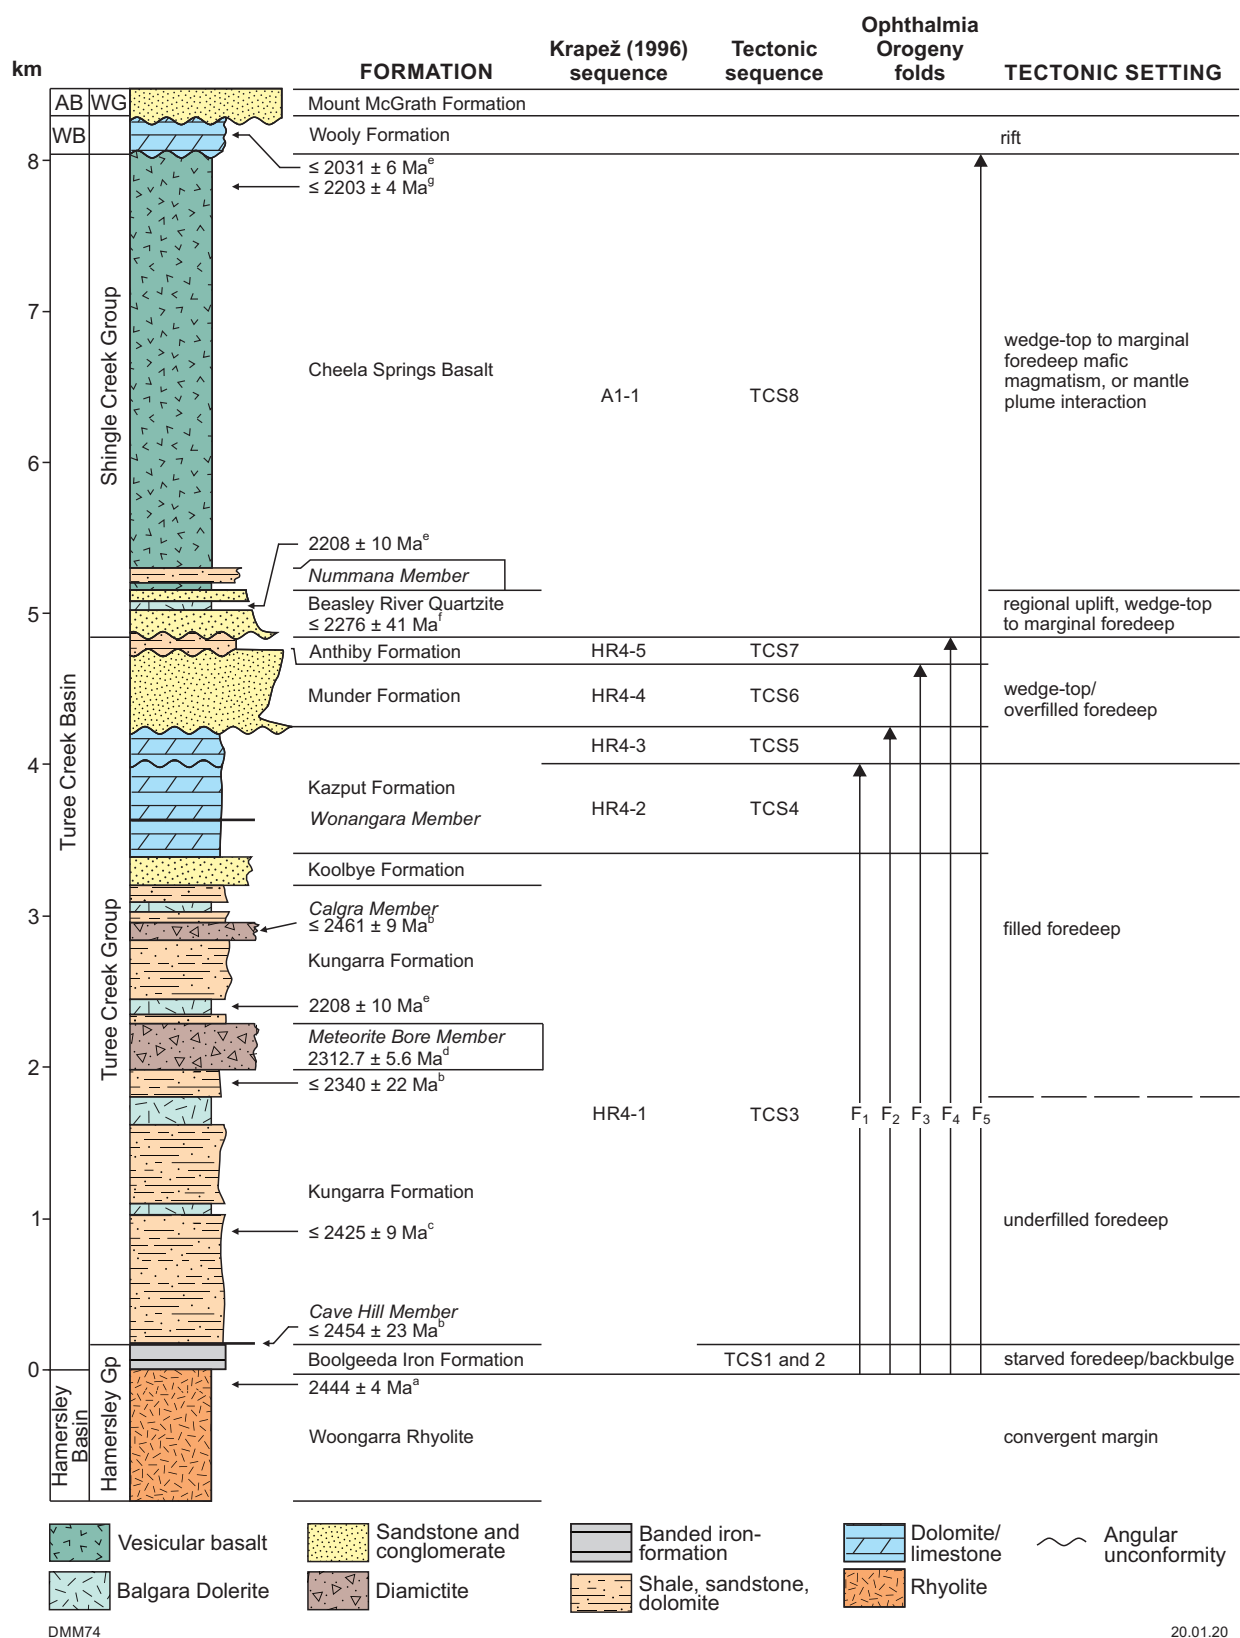 km
FORMATION
Krapež (1996)
sequence
Tectonic
sequence
Ophthalmia
Orogeny
folds
TECTONIC SETTING
AB
WG
WB
Mount McGrath Formation
Wooly Formation
rift
≤ 2031 ± 6 Maᵉ
≤ 2203 ± 4 Maᵍ
8
7
6
5
4
3
2
1
0
Shingle Creek Group
Turee Creek Basin
Turee Creek Group
Hamersley
Basin
Hamersley Gp
Cheela Springs Basalt
A1-1
TCS8
wedge-top to marginal
foredeep mafic
magmatism, or mantle
plume interaction
2208 ± 10 Maᵉ
Nummana Member
Beasley River Quartzite
≤ 2276 ± 41 Maᶠ
regional uplift, wedge-top
to marginal foredeep
Anthiby Formation
HR4-5
TCS7
Munder Formation
HR4-4
TCS6
wedge-top/
overfilled foredeep
HR4-3
TCS5
Kazput Formation
Wonangara Member
HR4-2
TCS4
Koolbye Formation
Calgra Member
≤ 2461 ± 9 Maᵇ
filled foredeep
Kungarra Formation
2208 ± 10 Maᵉ
Meteorite Bore Member
2312.7 ± 5.6 Maᵈ
≤ 2340 ± 22 Maᵇ
HR4-1
TCS3
F₁
F₂
F₃
F₄
F₅
Kungarra Formation
underfilled foredeep
≤ 2425 ± 9 Maᶜ
Cave Hill Member
≤ 2454 ± 23 Maᵇ
Boolgeeda Iron Formation
TCS1 and 2
starved foredeep/backbulge
2444 ± 4 Maᵃ
Woongarra Rhyolite
convergent margin
Vesicular basalt
Balgara Dolerite
Sandstone and
conglomerate
Diamictite
Banded iron-
formation
Shale, sandstone,
dolomite
Dolomite/
limestone
Rhyolite
Angular
unconformity
DMM74
20.01.20